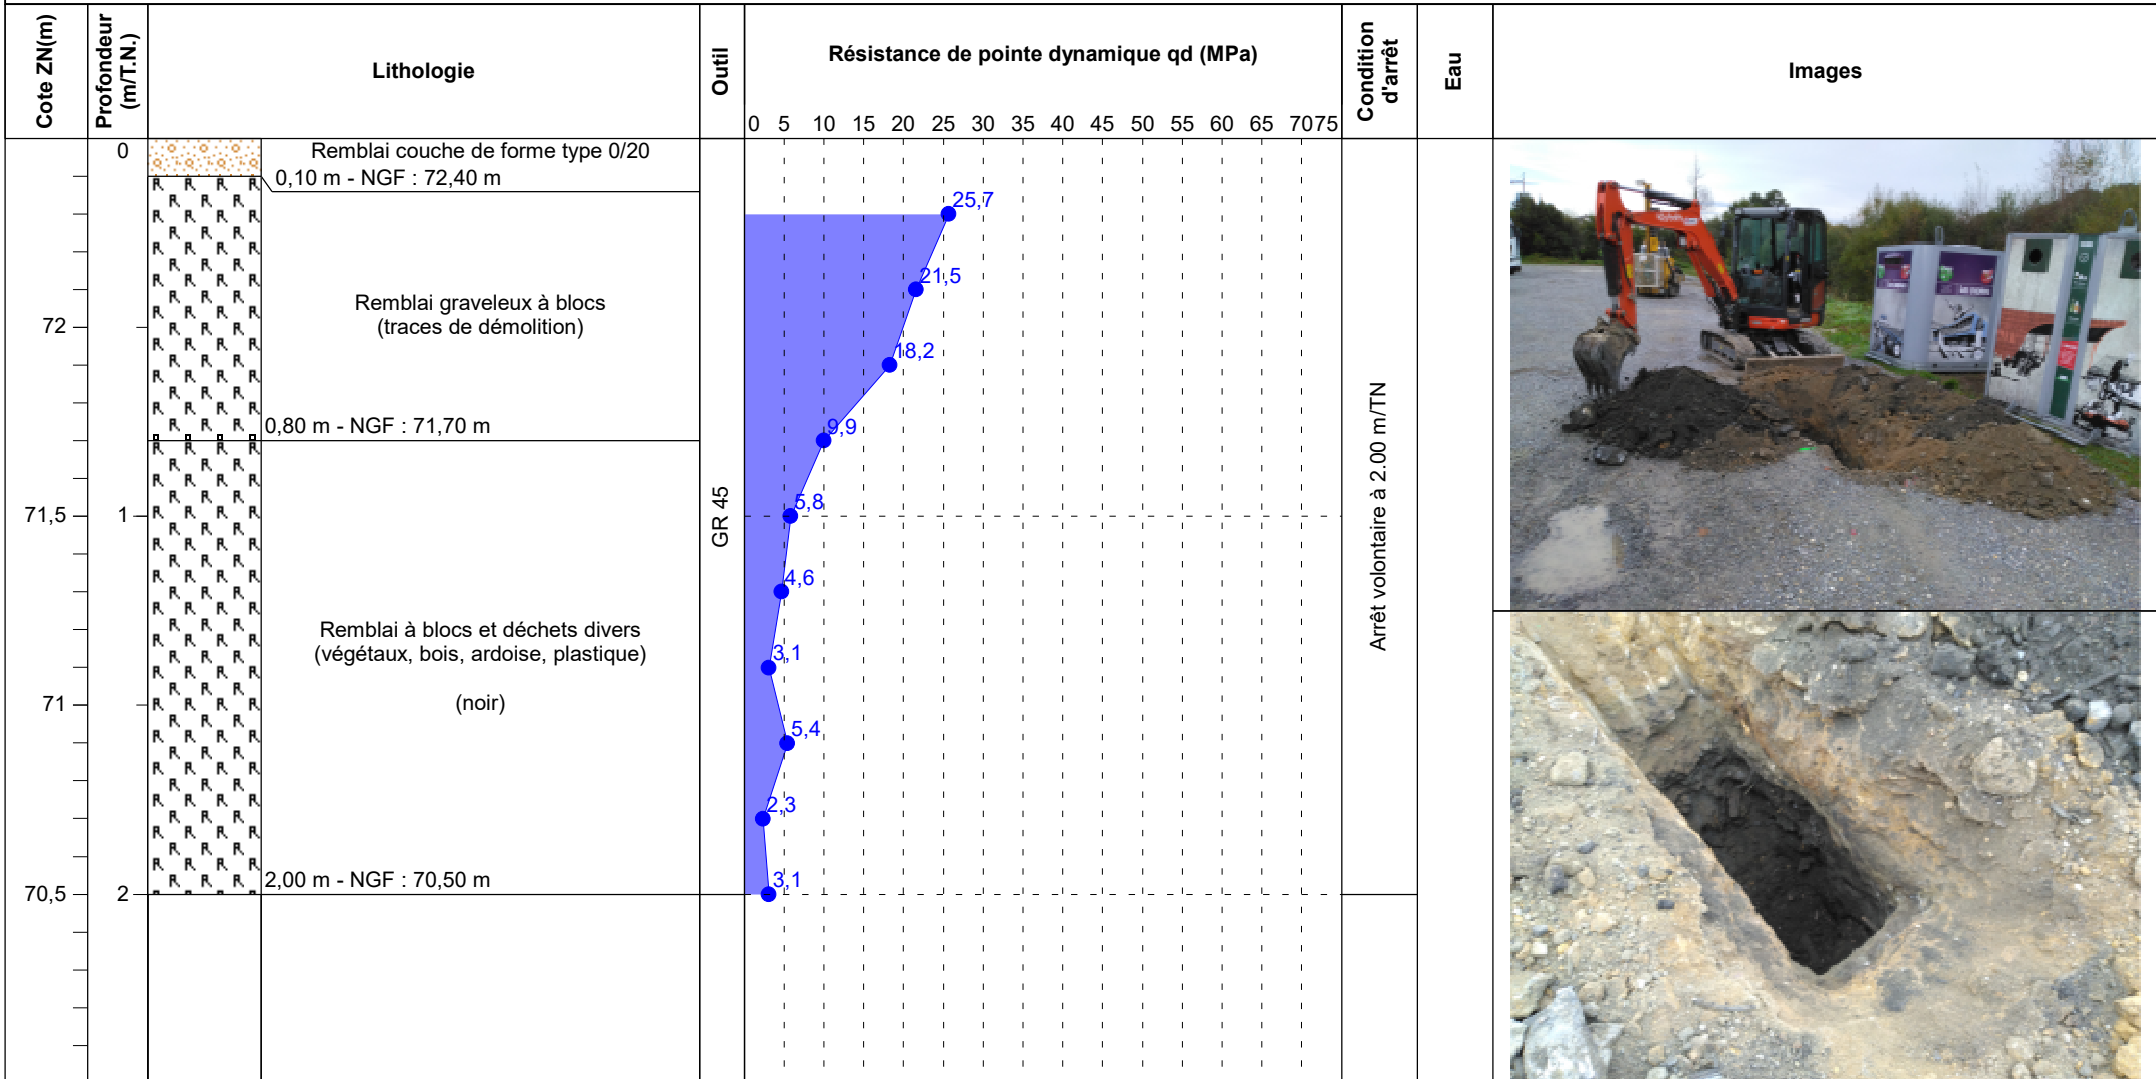 Cote ZN(m)
Profondeur
(m/T.N.)
Lithologie
Outil
Résistance de pointe dynamique qd (MPa)
0 5 10 15 20 25 30 35 40 45 50 55 60 65 70 75
Condition
d'arrêt
Eau
Images
0
Remblai couche de forme type 0/20
0,10 m - NGF : 72,40 m
25,7
21,5
72
Remblai graveleux à blocs
(traces de démolition)
18,2
0,80 m - NGF : 71,70 m
9,9
71,5
1
GR 45
5,8
Arrêt volontaire à 2.00 m/TN
4,6
Remblai à blocs et déchets divers
(végétaux, bois, ardoise, plastique)
3,1
71
(noir)
5,4
2,3
2,00 m - NGF : 70,50 m
70,5
2
3,1